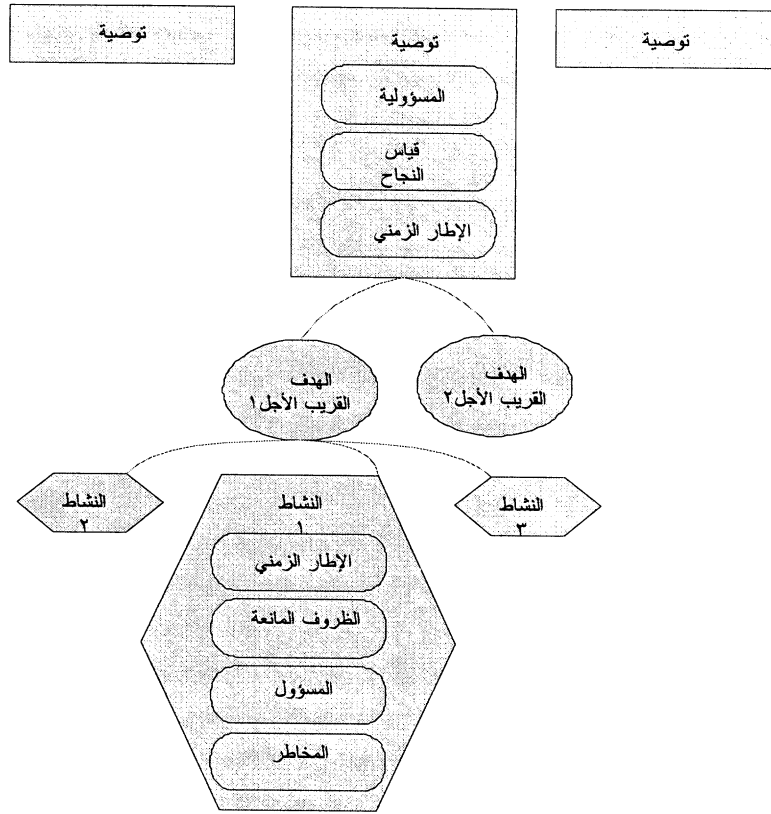 توصية
توصية
توصية
المسؤولية
قياس
النجاح
الإطار الزمني
الهدف
القريب الأجل٢
الهدف
القريب الأجل١
النشاط
٣
النشاط
١
النشاط
٢
الإطار الزمني
الظروف المانعة
المسؤول
المخاطر